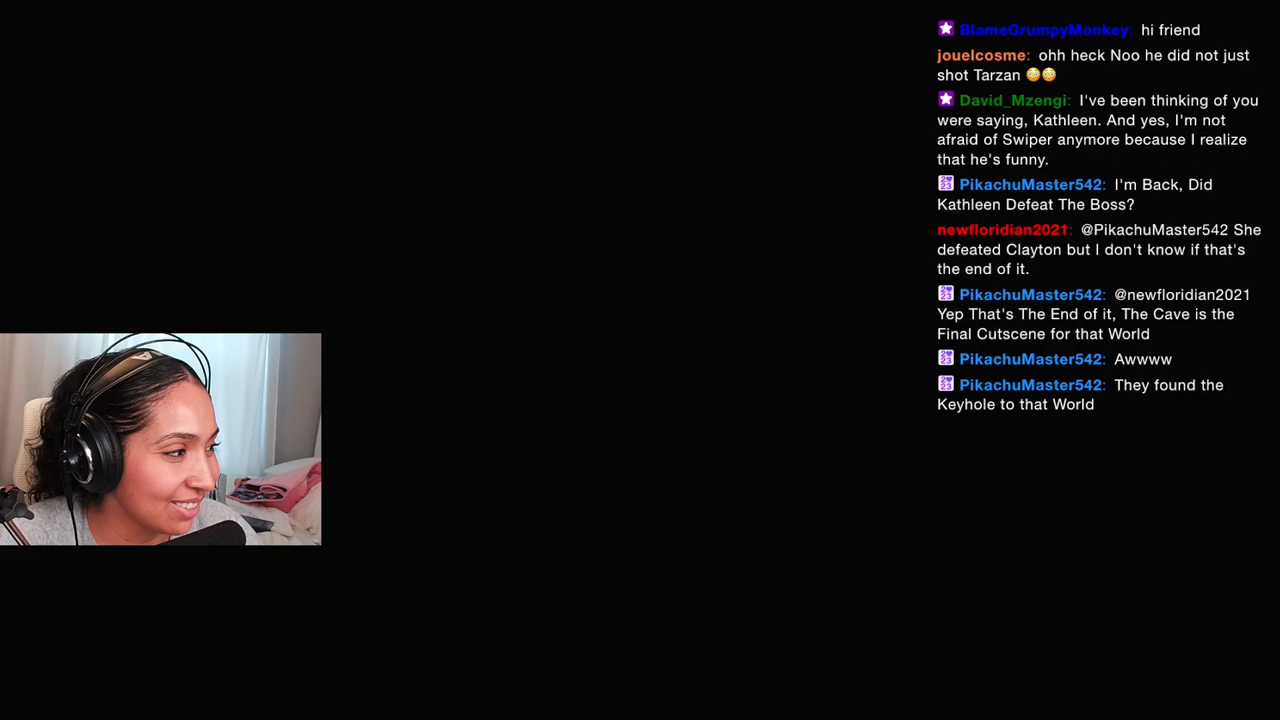 BlameGrumpyMonkey: hi friend
jouelcosme: ohh heck Noo he did not just
shot Tarzan 😳😳
David_Mzengi: I've been thinking of you
were saying, Kathleen. And yes, I'm not
afraid of Swiper anymore because I realize
that he's funny.
PikachuMaster542: I'm Back, Did
Kathleen Defeat The Boss?
newfloridian2021: @PikachuMaster542 She
defeated Clayton but I don't know if that's
the end of it.
PikachuMaster542: @newfloridian2021
Yep That's The End of it, The Cave is the
Final Cutscene for that World
PikachuMaster542: Awwww
PikachuMaster542: They found the
Keyhole to that World